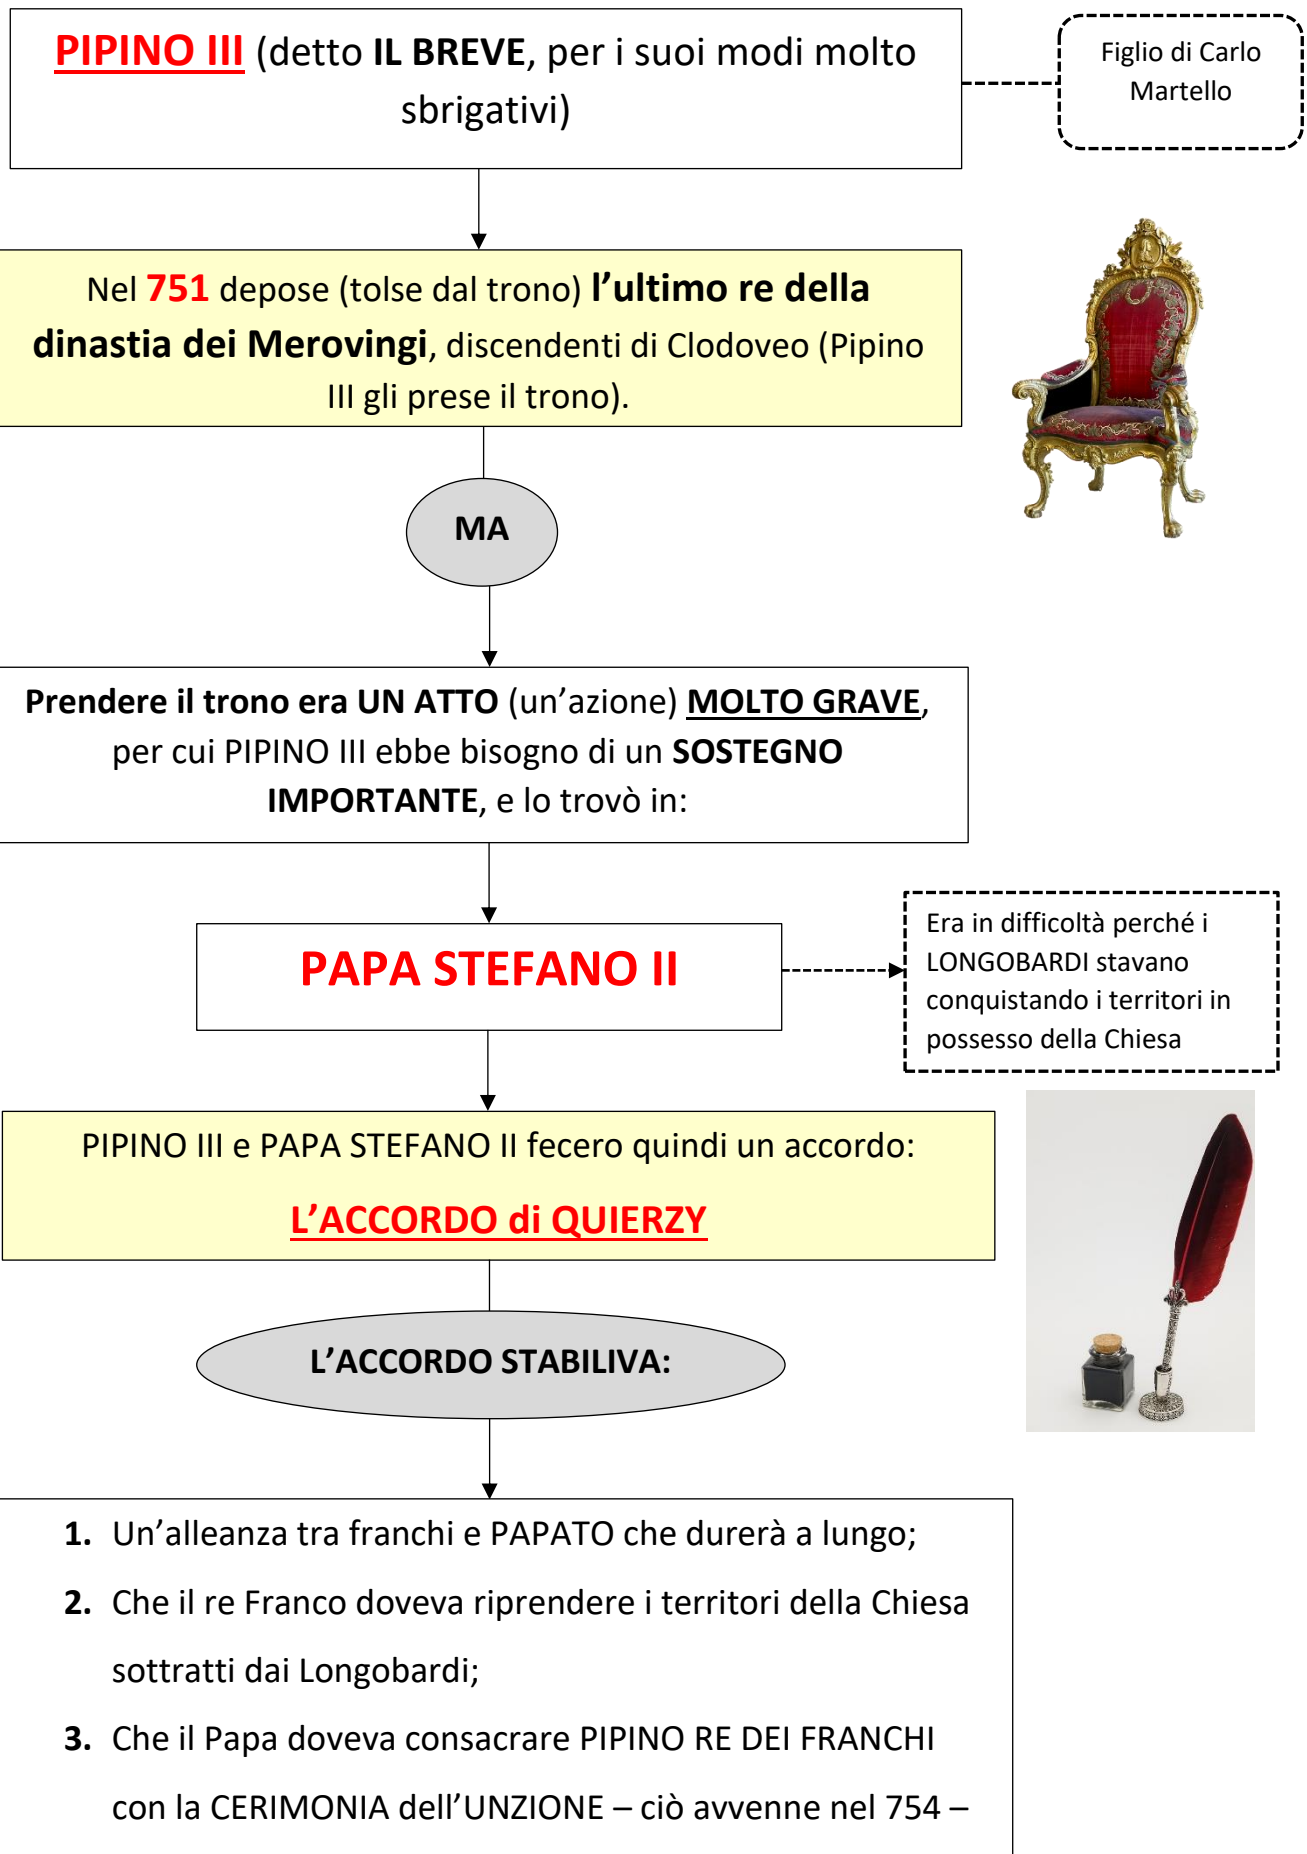 PIPINO III (detto IL BREVE, per i suoi modi molto
sbrigativi)
Figlio di Carlo
Martello
Nel 751 depose (tolse dal trono) l’ultimo re della
dinastia dei Merovingi, discendenti di Clodoveo (Pipino
III gli prese il trono).
MA
Prendere il trono era UN ATTO (un’azione) MOLTO GRAVE,
per cui PIPINO III ebbe bisogno di un SOSTEGNO
IMPORTANTE, e lo trovò in:
PAPA STEFANO II
Era in difficoltà perché i
LONGOBARDI stavano
conquistando i territori in
possesso della Chiesa
PIPINO III e PAPA STEFANO II fecero quindi un accordo:
L’ACCORDO di QUIERZY
L’ACCORDO STABILIVA:
1. Un’alleanza tra franchi e PAPATO che durerà a lungo;
2. Che il re Franco doveva riprendere i territori della Chiesa
sottratti dai Longobardi;
3. Che il Papa doveva consacrare PIPINO RE DEI FRANCHI
con la CERIMONIA dell’UNZIONE – ciò avvenne nel 754 –